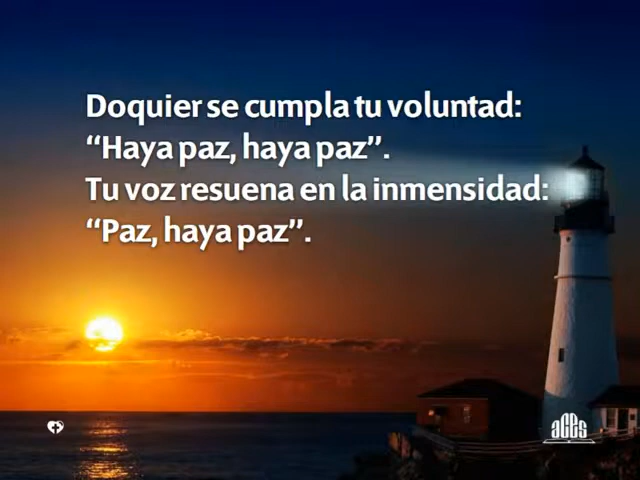 Doquier se cumpla tu voluntad:
“Haya paz, haya paz”.
Tu voz resuena en la inmensidad:
“Paz, haya paz”.
aces